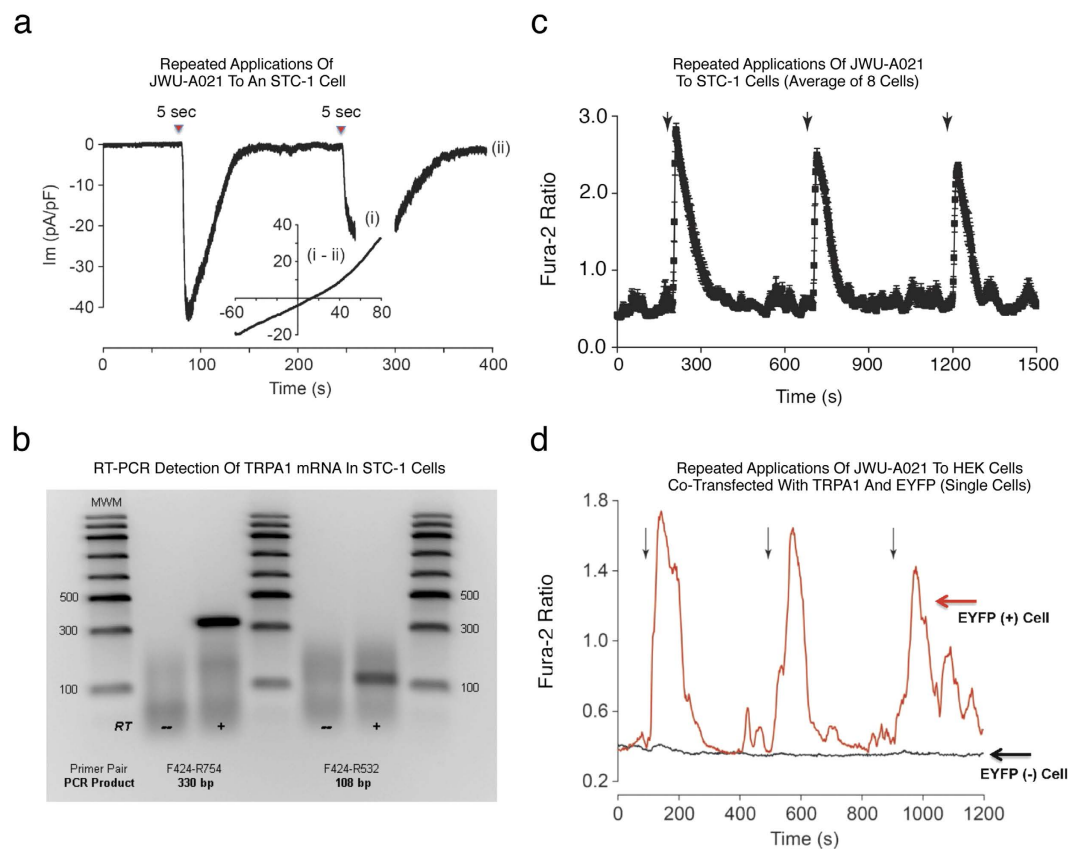 a
Repeated Applications Of
JWU-A021 To An STC-1 Cell
5 sec
5 sec
0
-10
-20
-30
-40
Im (pA/pF)
(i)
(ii)
40
20
(i - ii)
-60
40
80
-20
0
100
200
300
400
Time (s)
b
RT-PCR Detection Of TRPA1 mRNA In STC-1 Cells
MWM
500
300
100
500
300
100
RT
--
+
--
+
Primer Pair
F424-R754
F424-R532
PCR Product
330 bp
108 bp
c
Repeated Applications Of JWU-A021
To STC-1 Cells (Average of 8 Cells)
3.0
2.0
1.0
0.0
Fura-2 Ratio
0
300
600
900
1200
1500
Time (s)
d
Repeated Applications Of JWU-A021 To HEK Cells
Co-Transfected With TRPA1 And EYFP (Single Cells)
1.8
1.4
1.0
0.6
0.2
Fura-2 Ratio
EYFP (+) Cell
EYFP (-) Cell
0
200
400
600
800
1000
1200
Time (s)